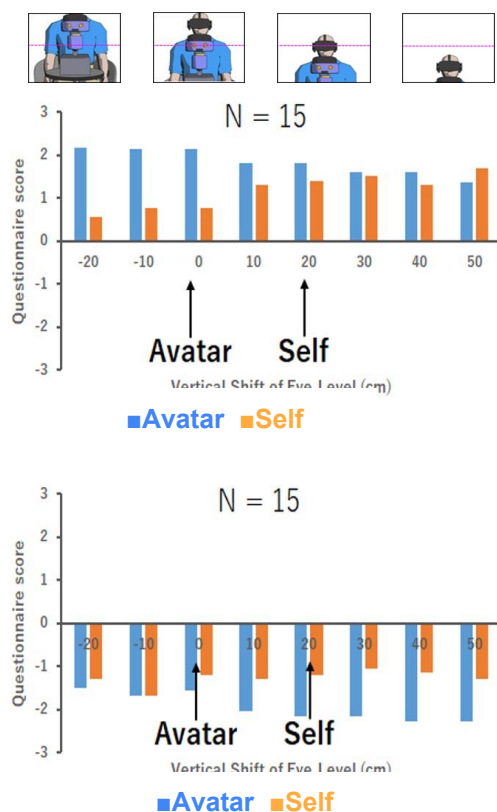 N = 15
3
2
1
0
-1
-2
-3
Questionnaire score
-20 -10 0 10 20 30 40 50
Avatar Self
Vertical Shift of Eye Level (cm)
■Avatar ■Self
N = 15
3
2
1
0
-1
-2
-3
Questionnaire score
-20 -10 0 10 20 30 40 50
Avatar Self
Vertical Shift of Eye Level (cm)
■Avatar ■Self